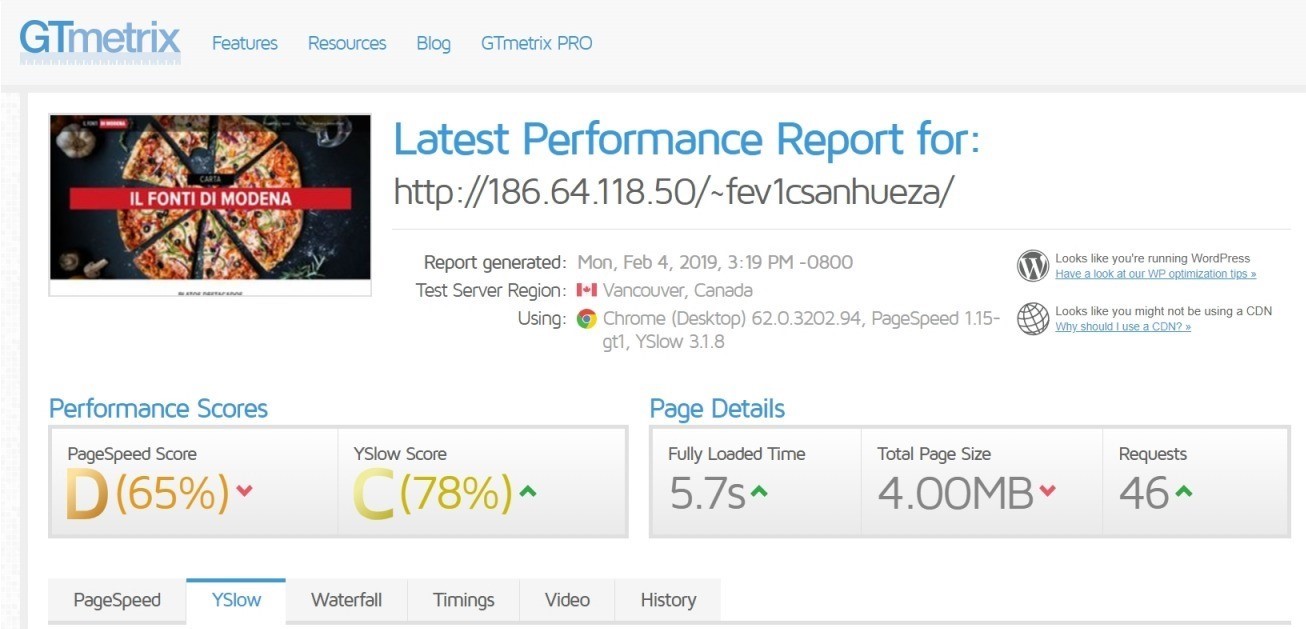 GTmetrix Features Resources Blog GTmetrix PRO
IL FONTI DI MODENA
CARTA
IL FONTI DI MODENA
Latest Performance Report for:
http://186.64.118.50/~fev1csanhueza/
Report generated: Mon, Feb 4, 2019, 3:19 PM -0800
Test Server Region: Vancouver, Canada
Using: Chrome (Desktop) 62.0.3202.94, PageSpeed 1.15-
gt1, YSlow 3.1.8
Looks like you're running WordPress
Have a look at our WP optimization tips »
Looks like you might not be using a CDN
Why should I use a CDN? »
Performance Scores
PageSpeed Score
D (65%)
YSlow Score
C (78%)
Page Details
Fully Loaded Time
5.7s
Total Page Size
4.00MB
Requests
46
PageSpeed YSlow Waterfall Timings Video History